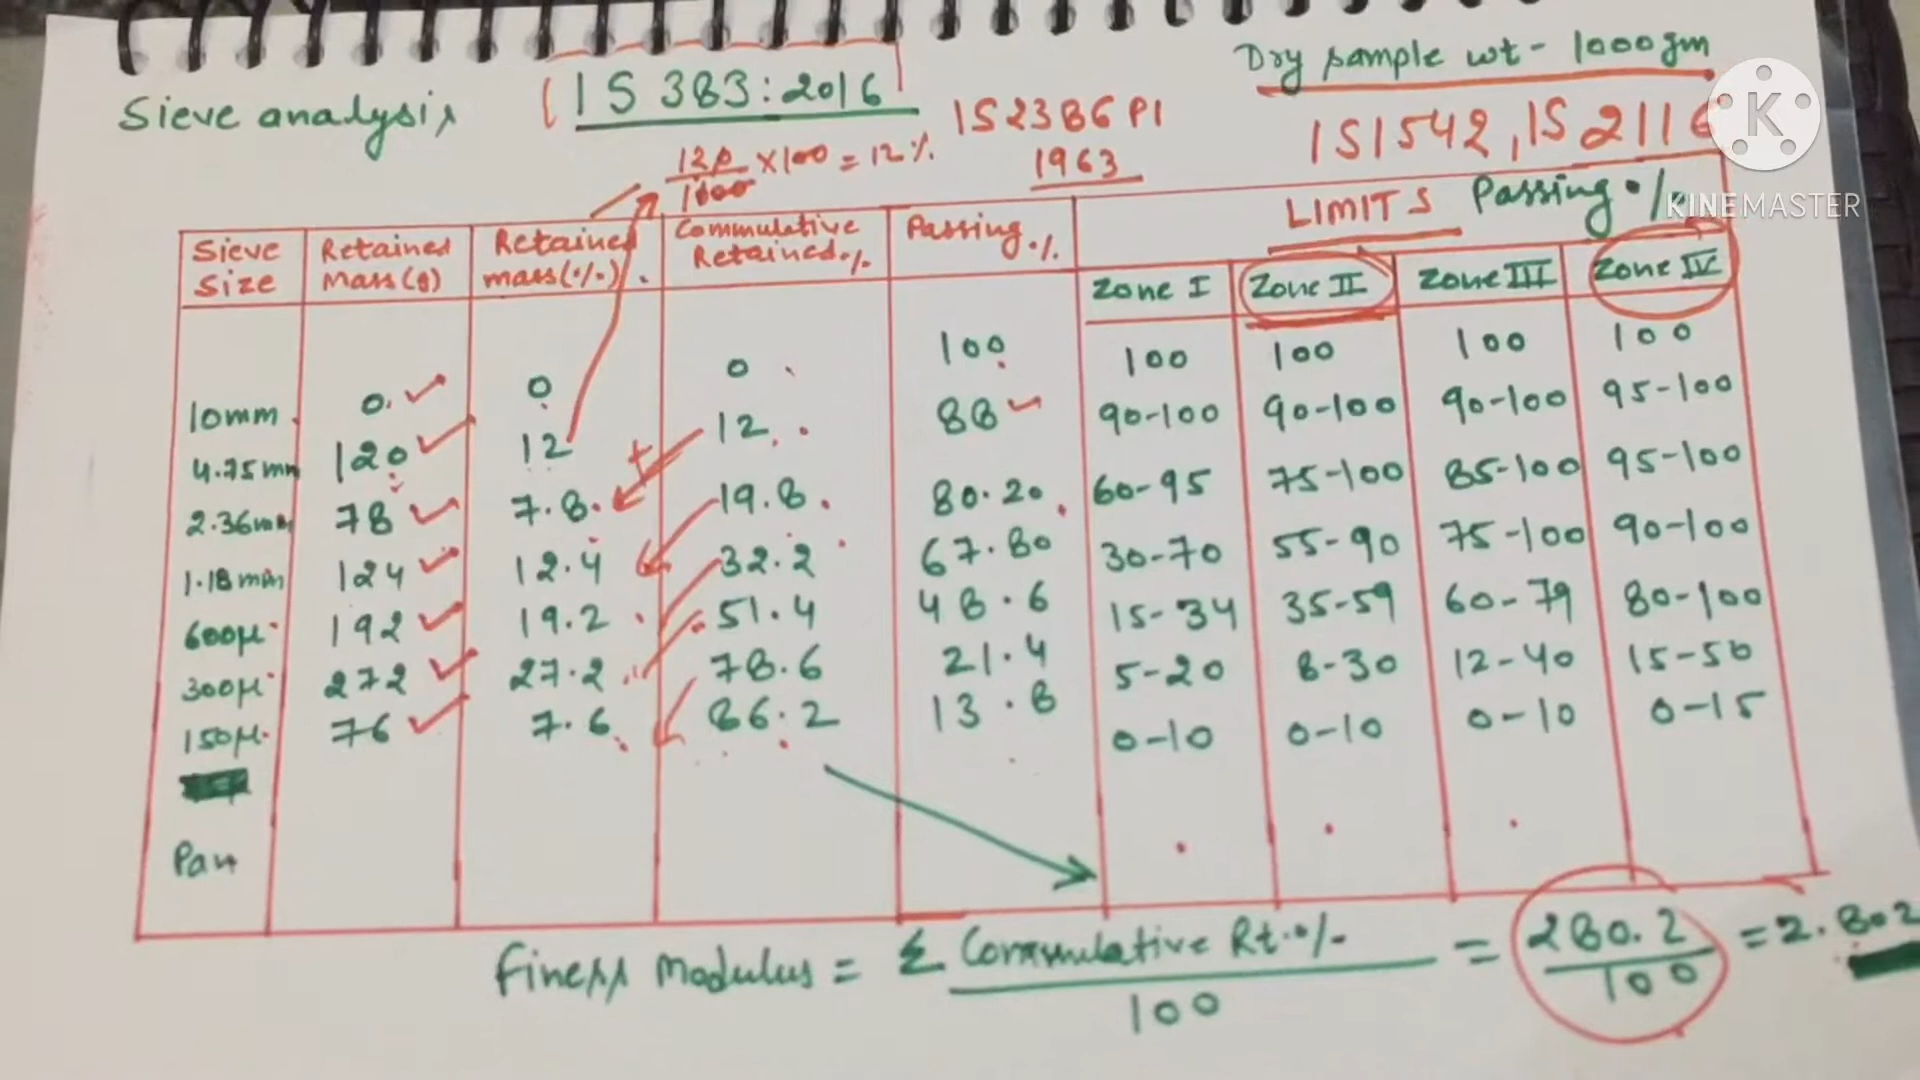 Sieve analysis
IS 383:2016
Dry sample wt - 1000gm
IS2386 P1
1963
IS1542, IS 2116
120/1000 x100 = 12%
K
KINEMASTER
LIMITS Passing %
Sieve Size | Retained Mass(g) | Retained mass(%) | Commulative Retained% | Passing % | Zone I | Zone II | Zone III | Zone IV
10mm | 0 | 0 | 0 | 100 | 100 | 100 | 100 | 100
4.75mm | 120 | 12 | 12 | 88 | 90-100 | 90-100 | 90-100 | 95-100
2.36mm | 78 | 7.8 | 19.8 | 80.20 | 60-95 | 75-100 | 85-100 | 95-100
1.18mm | 124 | 12.4 | 32.2 | 67.80 | 30-70 | 55-90 | 75-100 | 90-100
600μ | 192 | 19.2 | 51.4 | 48.6 | 15-34 | 35-59 | 60-79 | 80-100
300μ | 272 | 27.2 | 78.6 | 21.4 | 5-20 | 8-30 | 12-40 | 15-50
150μ | 76 | 7.6 | 86.2 | 13.8 | 0-10 | 0-10 | 0-10 | 0-15
Pan
Finess Modulus = Σ Commulative Rt.% / 100 = 280.2/100 = 2.802